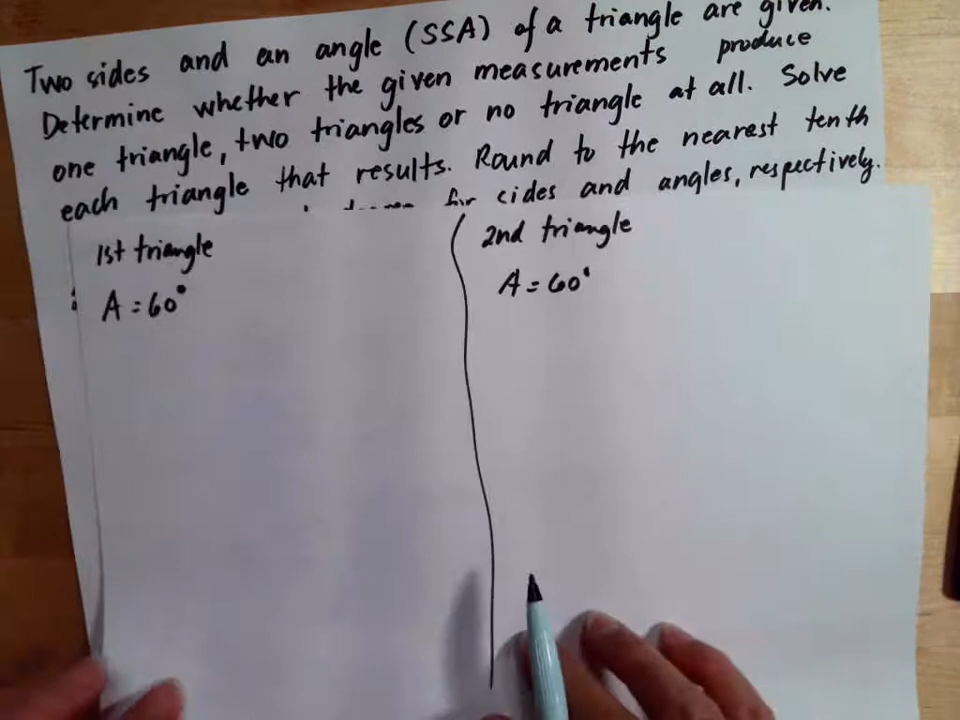 Two sides and an angle (SSA) of a triangle are given.
Determine whether the given measurements produce
one triangle, two triangles or no triangle at all. Solve
each triangle that results. Round to the nearest tenth
for sides and angles, respectively.
1st triangle
A = 60°
2nd triangle
A = 60°